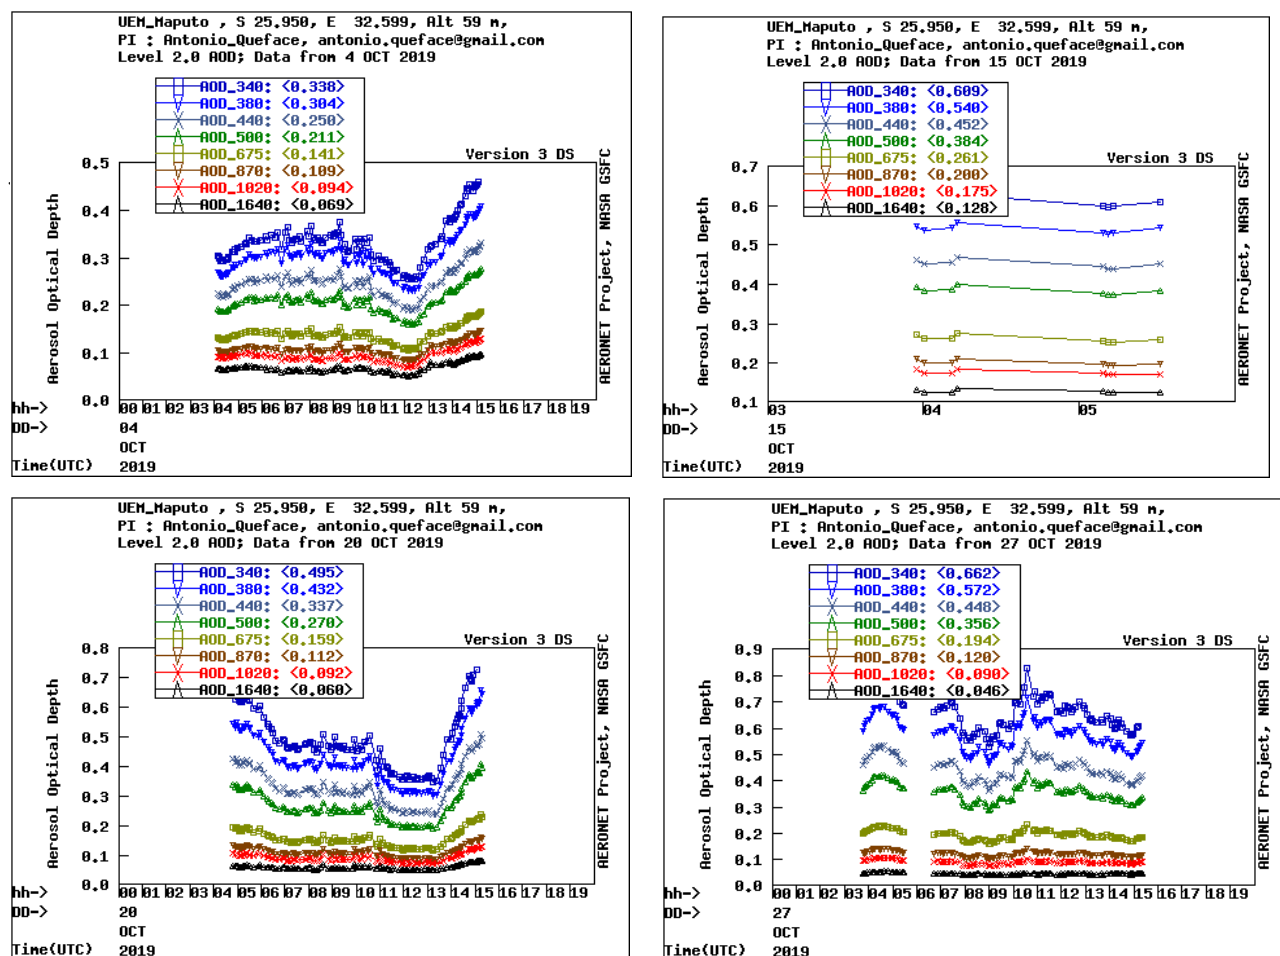 UEM_Maputo , S 25.950, E  32.599, Alt 59 m,
PI : Antonio_Queface, antonio.queface@gmail.com
Level 2.0 AOD; Data from 4 OCT 2019
AOD_340: <0.338>
AOD_380: <0.304>
AOD_440: <0.250>
AOD_500: <0.211>
AOD_675: <0.141>
AOD_870: <0.109>
AOD_1020: <0.094>
AOD_1640: <0.069>
Version 3 DS
AERONET Project, NASA GSFC
Aerosol Optical Depth
0.5
0.4
0.3
0.2
0.1
0.0
hh-> 00 01 02 03 04 05 06 07 08 09 10 11 12 13 14 15 16 17 18 19
DD-> 04
OCT
Time(UTC) 2019
UEM_Maputo , S 25.950, E  32.599, Alt 59 m,
PI : Antonio_Queface, antonio.queface@gmail.com
Level 2.0 AOD; Data from 15 OCT 2019
AOD_340: <0.609>
AOD_380: <0.540>
AOD_440: <0.452>
AOD_500: <0.384>
AOD_675: <0.261>
AOD_870: <0.200>
AOD_1020: <0.175>
AOD_1640: <0.128>
Version 3 DS
AERONET Project, NASA GSFC
Aerosol Optical Depth
0.7
0.6
0.5
0.4
0.3
0.2
0.1
hh-> 03 04 05
DD-> 15
OCT
Time(UTC) 2019
UEM_Maputo , S 25.950, E  32.599, Alt 59 m,
PI : Antonio_Queface, antonio.queface@gmail.com
Level 2.0 AOD; Data from 20 OCT 2019
AOD_340: <0.495>
AOD_380: <0.432>
AOD_440: <0.337>
AOD_500: <0.270>
AOD_675: <0.159>
AOD_870: <0.112>
AOD_1020: <0.092>
AOD_1640: <0.060>
Version 3 DS
AERONET Project, NASA GSFC
Aerosol Optical Depth
0.8
0.7
0.6
0.5
0.4
0.3
0.2
0.1
0.0
hh-> 00 01 02 03 04 05 06 07 08 09 10 11 12 13 14 15 16 17 18 19
DD-> 20
OCT
Time(UTC) 2019
UEM_Maputo , S 25.950, E  32.599, Alt 59 m,
PI : Antonio_Queface, antonio.queface@gmail.com
Level 2.0 AOD; Data from 27 OCT 2019
AOD_340: <0.662>
AOD_380: <0.572>
AOD_440: <0.448>
AOD_500: <0.356>
AOD_675: <0.194>
AOD_870: <0.120>
AOD_1020: <0.090>
AOD_1640: <0.046>
Version 3 DS
AERONET Project, NASA GSFC
Aerosol Optical Depth
0.9
0.8
0.7
0.6
0.5
0.4
0.3
0.2
0.1
0.0
hh-> 00 01 02 03 04 05 06 07 08 09 10 11 12 13 14 15 16 17 18 19
DD-> 27
OCT
Time(UTC) 2019